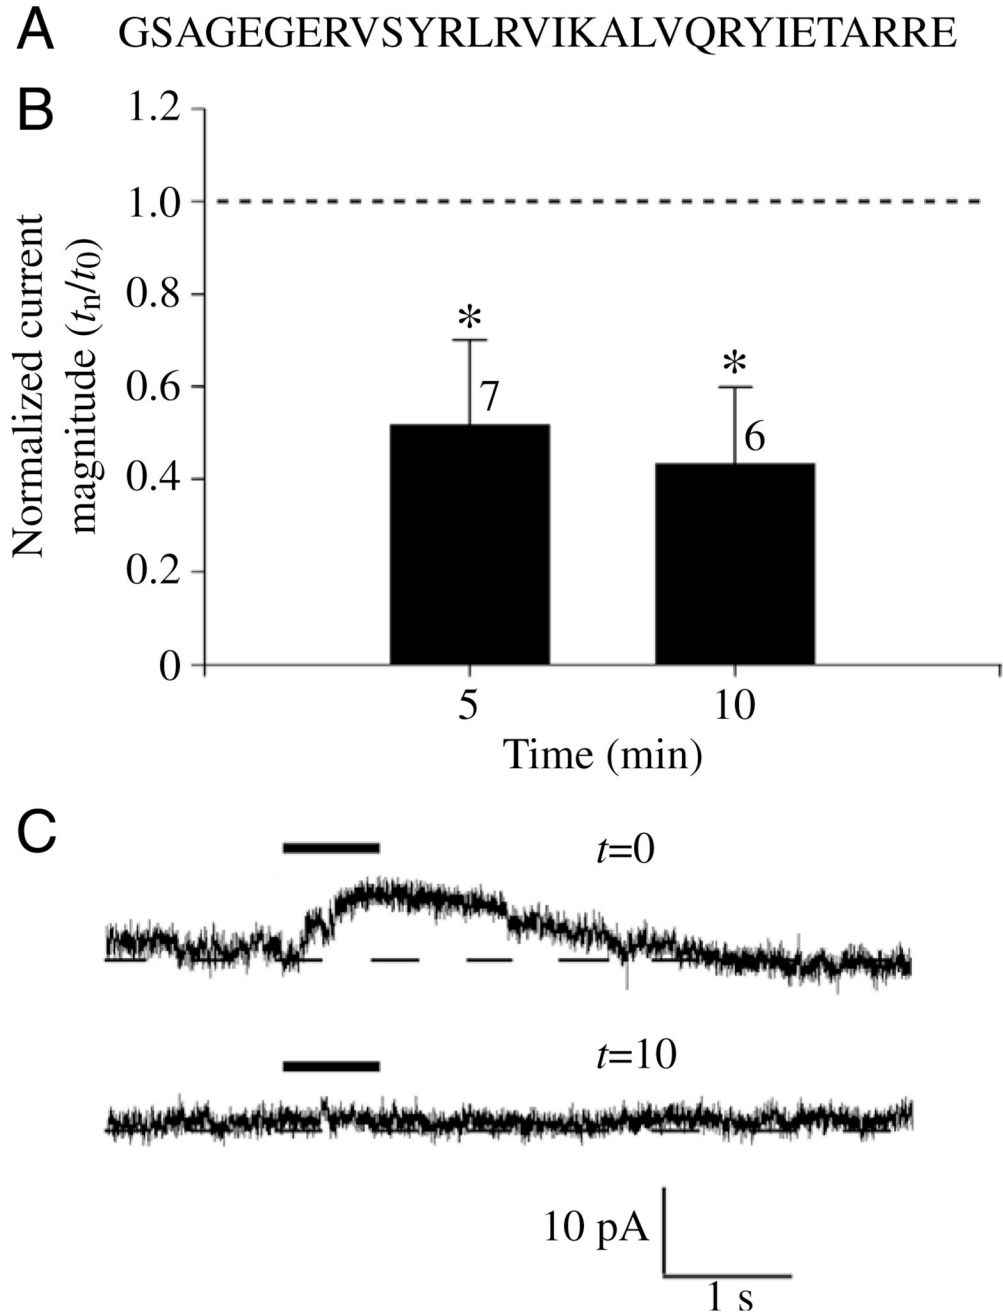 A GSAGEGERVSYRLRVIKALVQRYIETARRE
B
Normalized current
magnitude (tn/t0)
1.2
1.0
0.8
0.6
0.4
0.2
0
*
7
*
6
5 10
Time (min)
C
t=0
t=10
10 pA
1 s